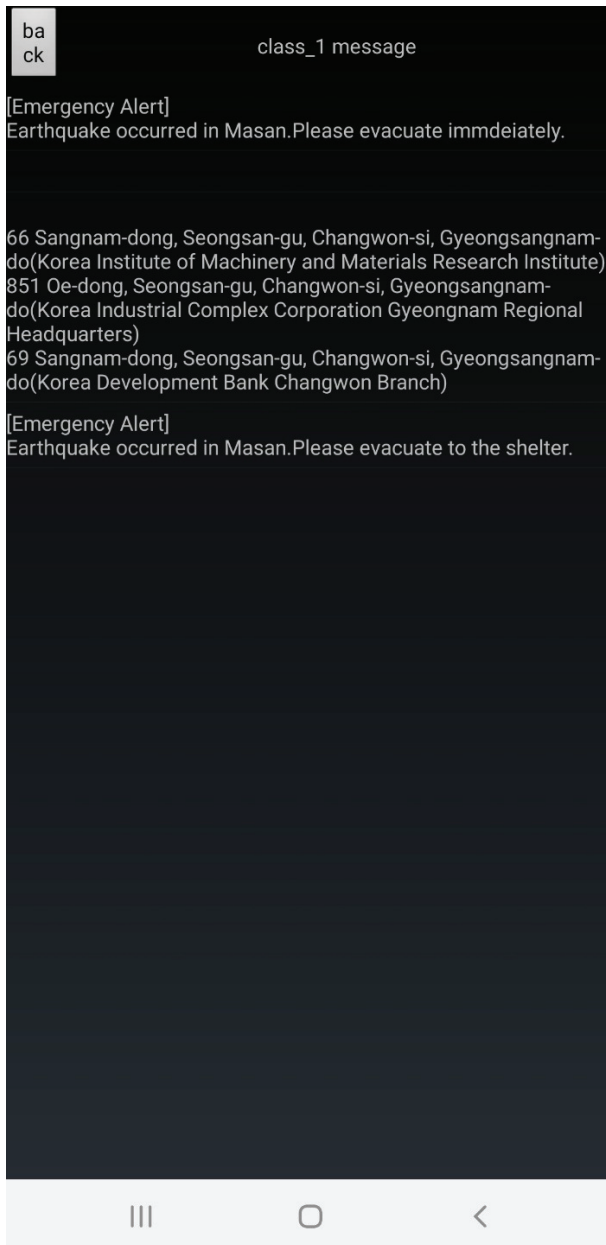 ba
ck
class_1 message
[Emergency Alert]
Earthquake occurred in Masan.Please evacuate immdeiately.
66 Sangnam-dong, Seongsan-gu, Changwon-si, Gyeongsangnam-
do(Korea Institute of Machinery and Materials Research Institute)
851 Oe-dong, Seongsan-gu, Changwon-si, Gyeongsangnam-
do(Korea Industrial Complex Corporation Gyeongnam Regional
Headquarters)
69 Sangnam-dong, Seongsan-gu, Changwon-si, Gyeongsangnam-
do(Korea Development Bank Changwon Branch)
[Emergency Alert]
Earthquake occurred in Masan.Please evacuate to the shelter.